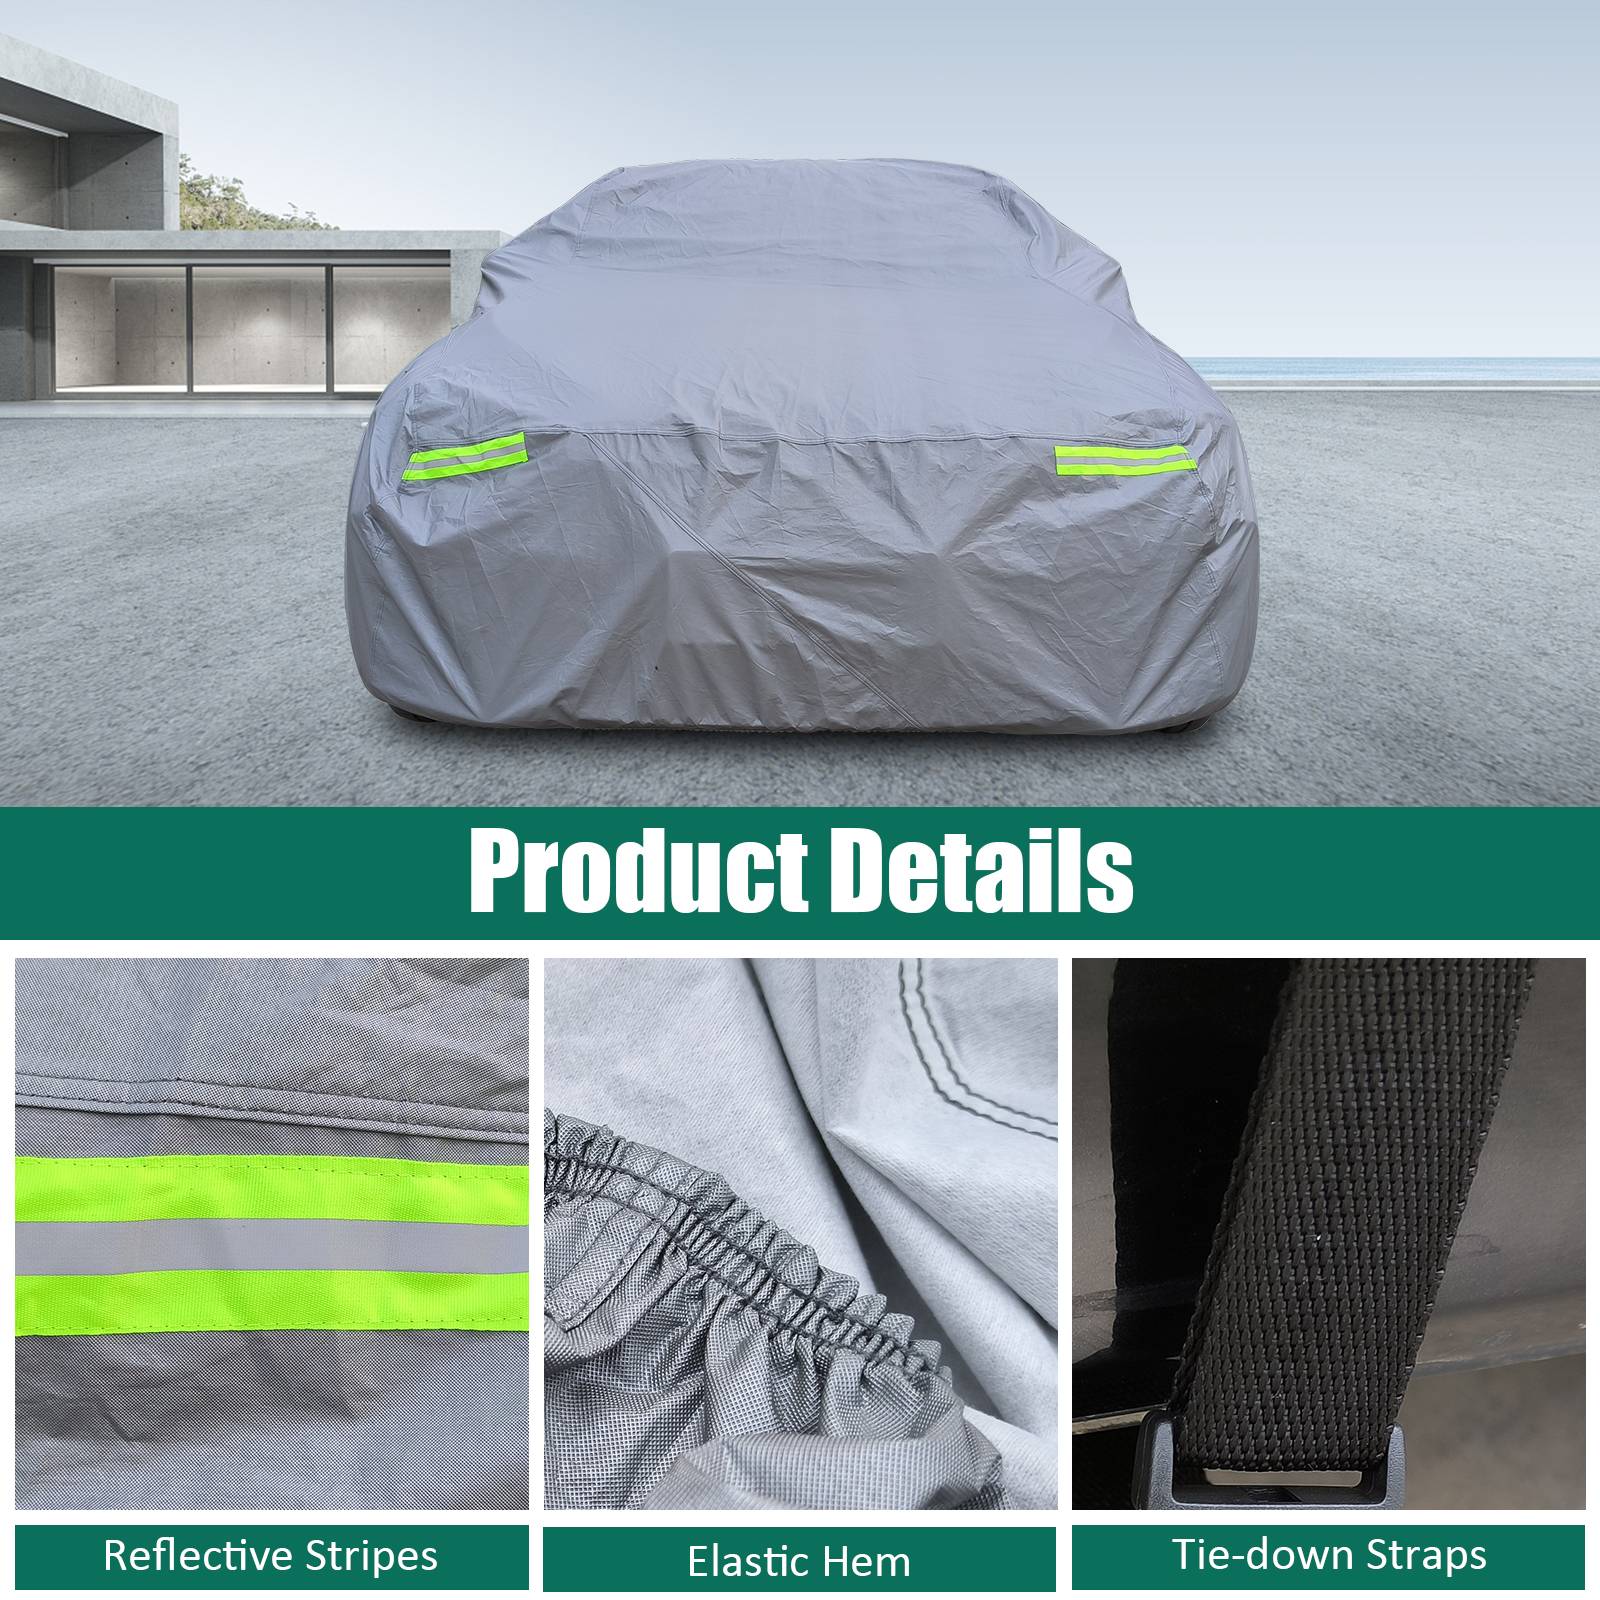 Product Details
Reflective Stripes
Elastic Hem
Tie-down Straps